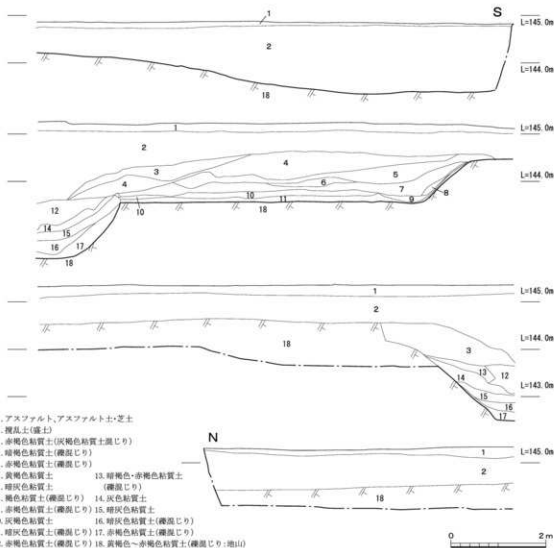 1
S
L=145.0m
2
L=144.0m
18
1
L=145.0m
2
3
4
5
L=144.0m
4
6
7
8
12
10
9
10
11
14
18
15
16
17
18
1
L=145.0m
2
L=144.0m
3
18
13
12
14
L=143.0m
15
16
17
N
1
L=145.0m
2
18
L=144.0m
0 2m
アスファルト、アスファルト土・芝土
攪乱土(盛土)
赤褐色粘質土(灰褐色粘質土混じり)
暗褐色粘質土(礫混じり)
赤褐色粘質土(礫混じり)
黄褐色粘質土
暗灰色粘質土
褐色粘質土(礫混じり)
赤褐色粘質土(礫混じり)
灰褐色粘質土
暗灰色粘質土(礫混じり)
赤褐色粘質土(礫混じり)
13. 暗褐色・赤褐色粘質土
(礫混じり)
14. 灰色粘質土
15. 暗灰色粘質土
16. 暗灰色粘質土(礫混じり)
17. 赤褐色粘質土(礫混じり)
18. 黄褐色～赤褐色粘質土(礫混じり:地山)